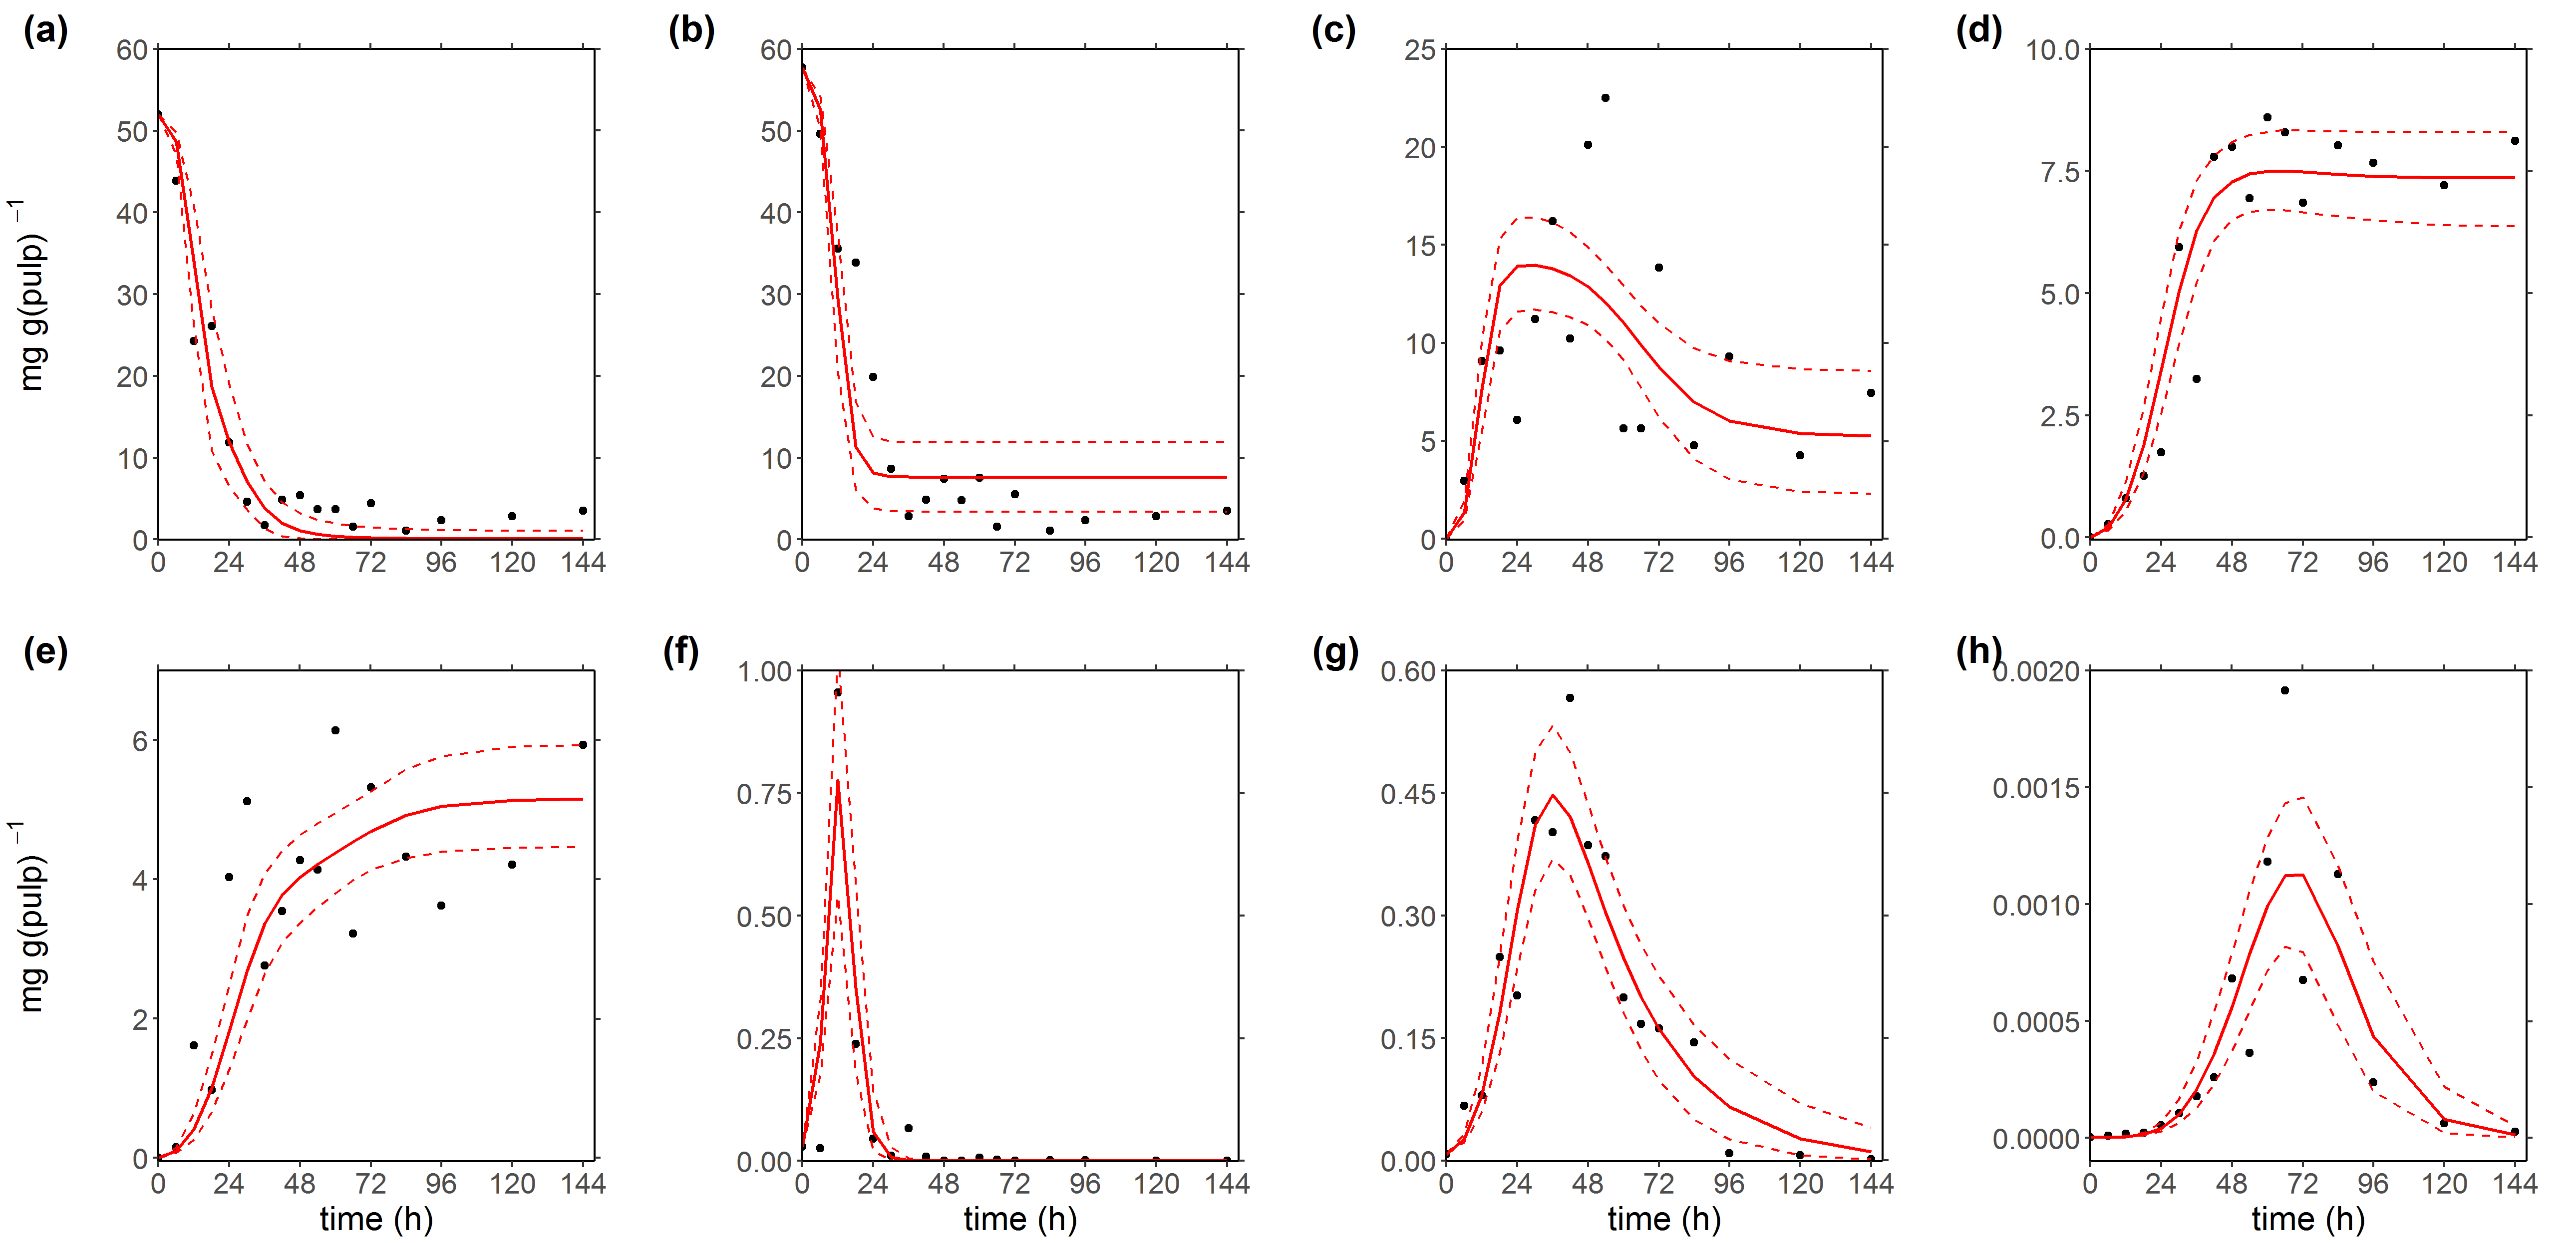 (a) (b) (c) (d)
60 60 25 10.0
50 50 20 7.5
40 40 15 5.0
30 30 10 2.5
20 20 5 0.0
10 10 0
0 0
mg g(pulp) −1
0 24 48 72 96 120 144 0 24 48 72 96 120 144 0 24 48 72 96 120 144 0 24 48 72 96 120 144
(e) (f) (g) (h)
6 1.00 0.60 0.0020
4 0.75 0.45 0.0015
2 0.50 0.30 0.0010
0 0.25 0.15 0.0005
0.00 0.00 0.0000
mg g(pulp) −1
0 24 48 72 96 120 144 0 24 48 72 96 120 144 0 24 48 72 96 120 144 0 24 48 72 96 120 144
time (h) time (h) time (h) time (h)